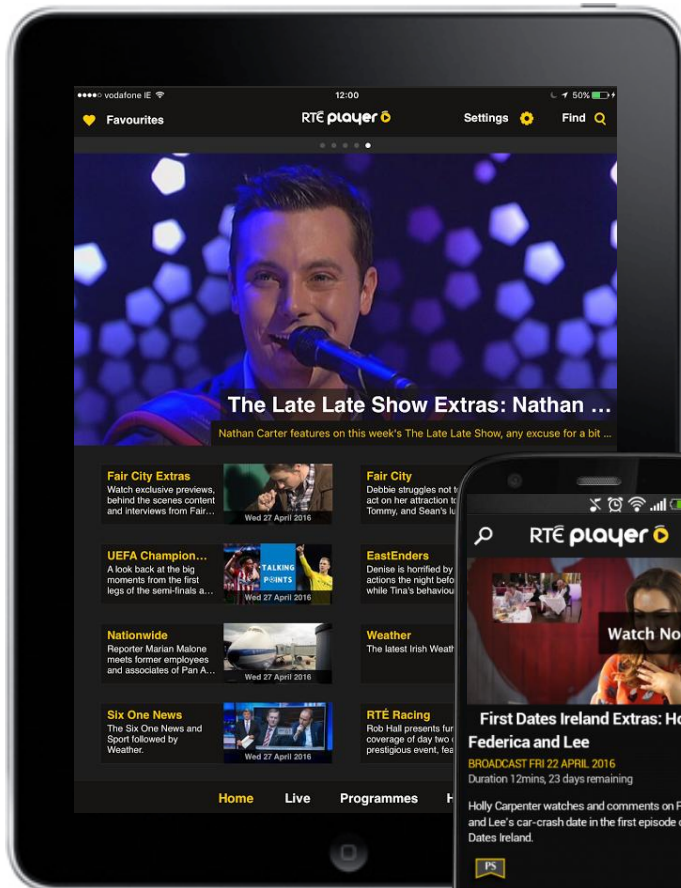 vodafone IE
12:00
50%
Favourites
RTÉ player
Settings
Find
The Late Late Show Extras: Nathan ...
Nathan Carter features on this week's The Late Late Show, any excuse for a bit ...
Fair City Extras
Watch exclusive previews,
behind the scenes content
and interviews from Fair...
Wed 27 April 2016
Fair City
Debbie struggles not t
act on her attraction to
Tommy, and Sean's lu
UEFA Champion...
A look back at the big
moments from the first
legs of the semi-finals a...
TALKING
POINTS
Wed 27 April 2016
EastEnders
Denise is horrified by
actions the night befo
while Tina's behaviou
Nationwide
Reporter Marian Malone
meets former employees
and associates of Pan A...
Wed 27 April 2016
Weather
The latest Irish Weath
Six One News
The Six One News and
Sport followed by
Weather.
Wed 27 April 2016
RTÉ Racing
Rob Hall presents fur
coverage of day two o
prestigious event, fea
Home
Live
Programmes
H
RTÉ player
Watch No
First Dates Ireland Extras: Ho
Federica and Lee
BROADCAST FRI 22 APRIL 2016
Duration 12mins, 23 days remaining
Holly Carpenter watches and comments on F
and Lee's car-crash date in the first episode o
Dates Ireland.
PS